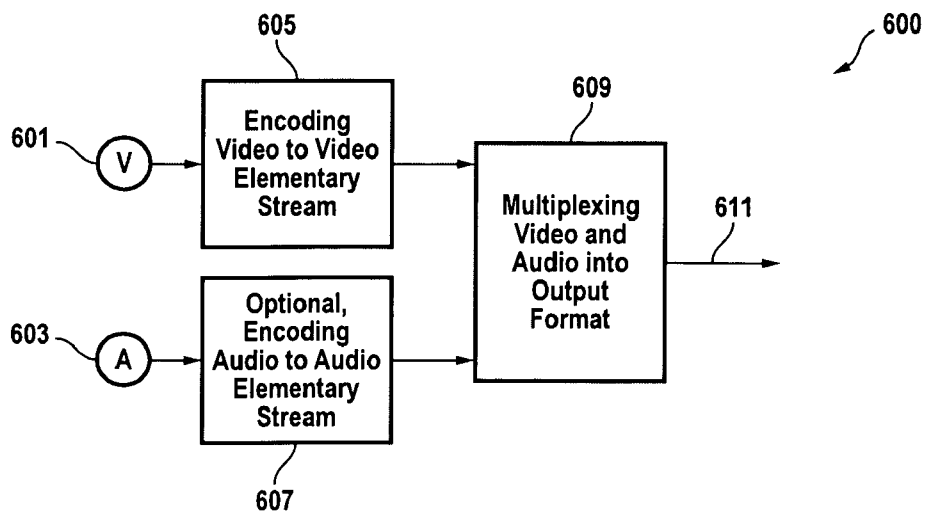 600
605
609
601
V
Encoding
Video to Video
Elementary
Stream
Multiplexing
Video and
Audio into
Output
Format
611
603
A
Optional,
Encoding
Audio to Audio
Elementary
Stream
607